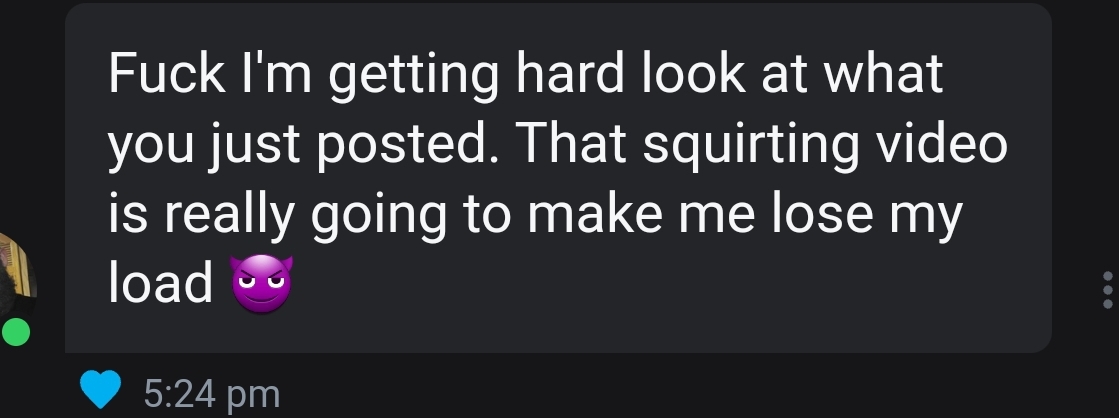 Fuck I'm getting hard look at what
you just posted. That squirting video
is really going to make me lose my
load 😈
5:24 pm